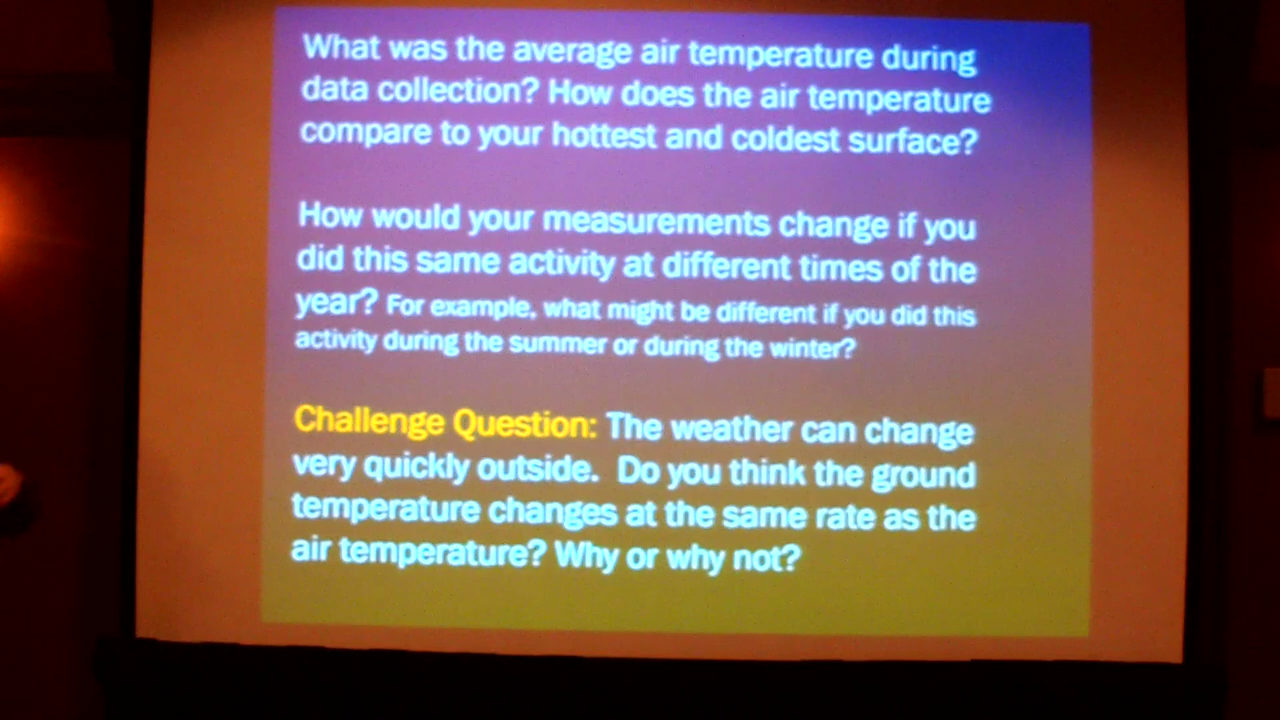 What was the average air temperature during
data collection? How does the air temperature
compare to your hottest and coldest surface?
How would your measurements change if you
did this same activity at different times of the
year? For example, what might be different if you did this
activity during the summer or during the winter?
Challenge Question: The weather can change
very quickly outside. Do you think the ground
temperature changes at the same rate as the
air temperature? Why or why not?